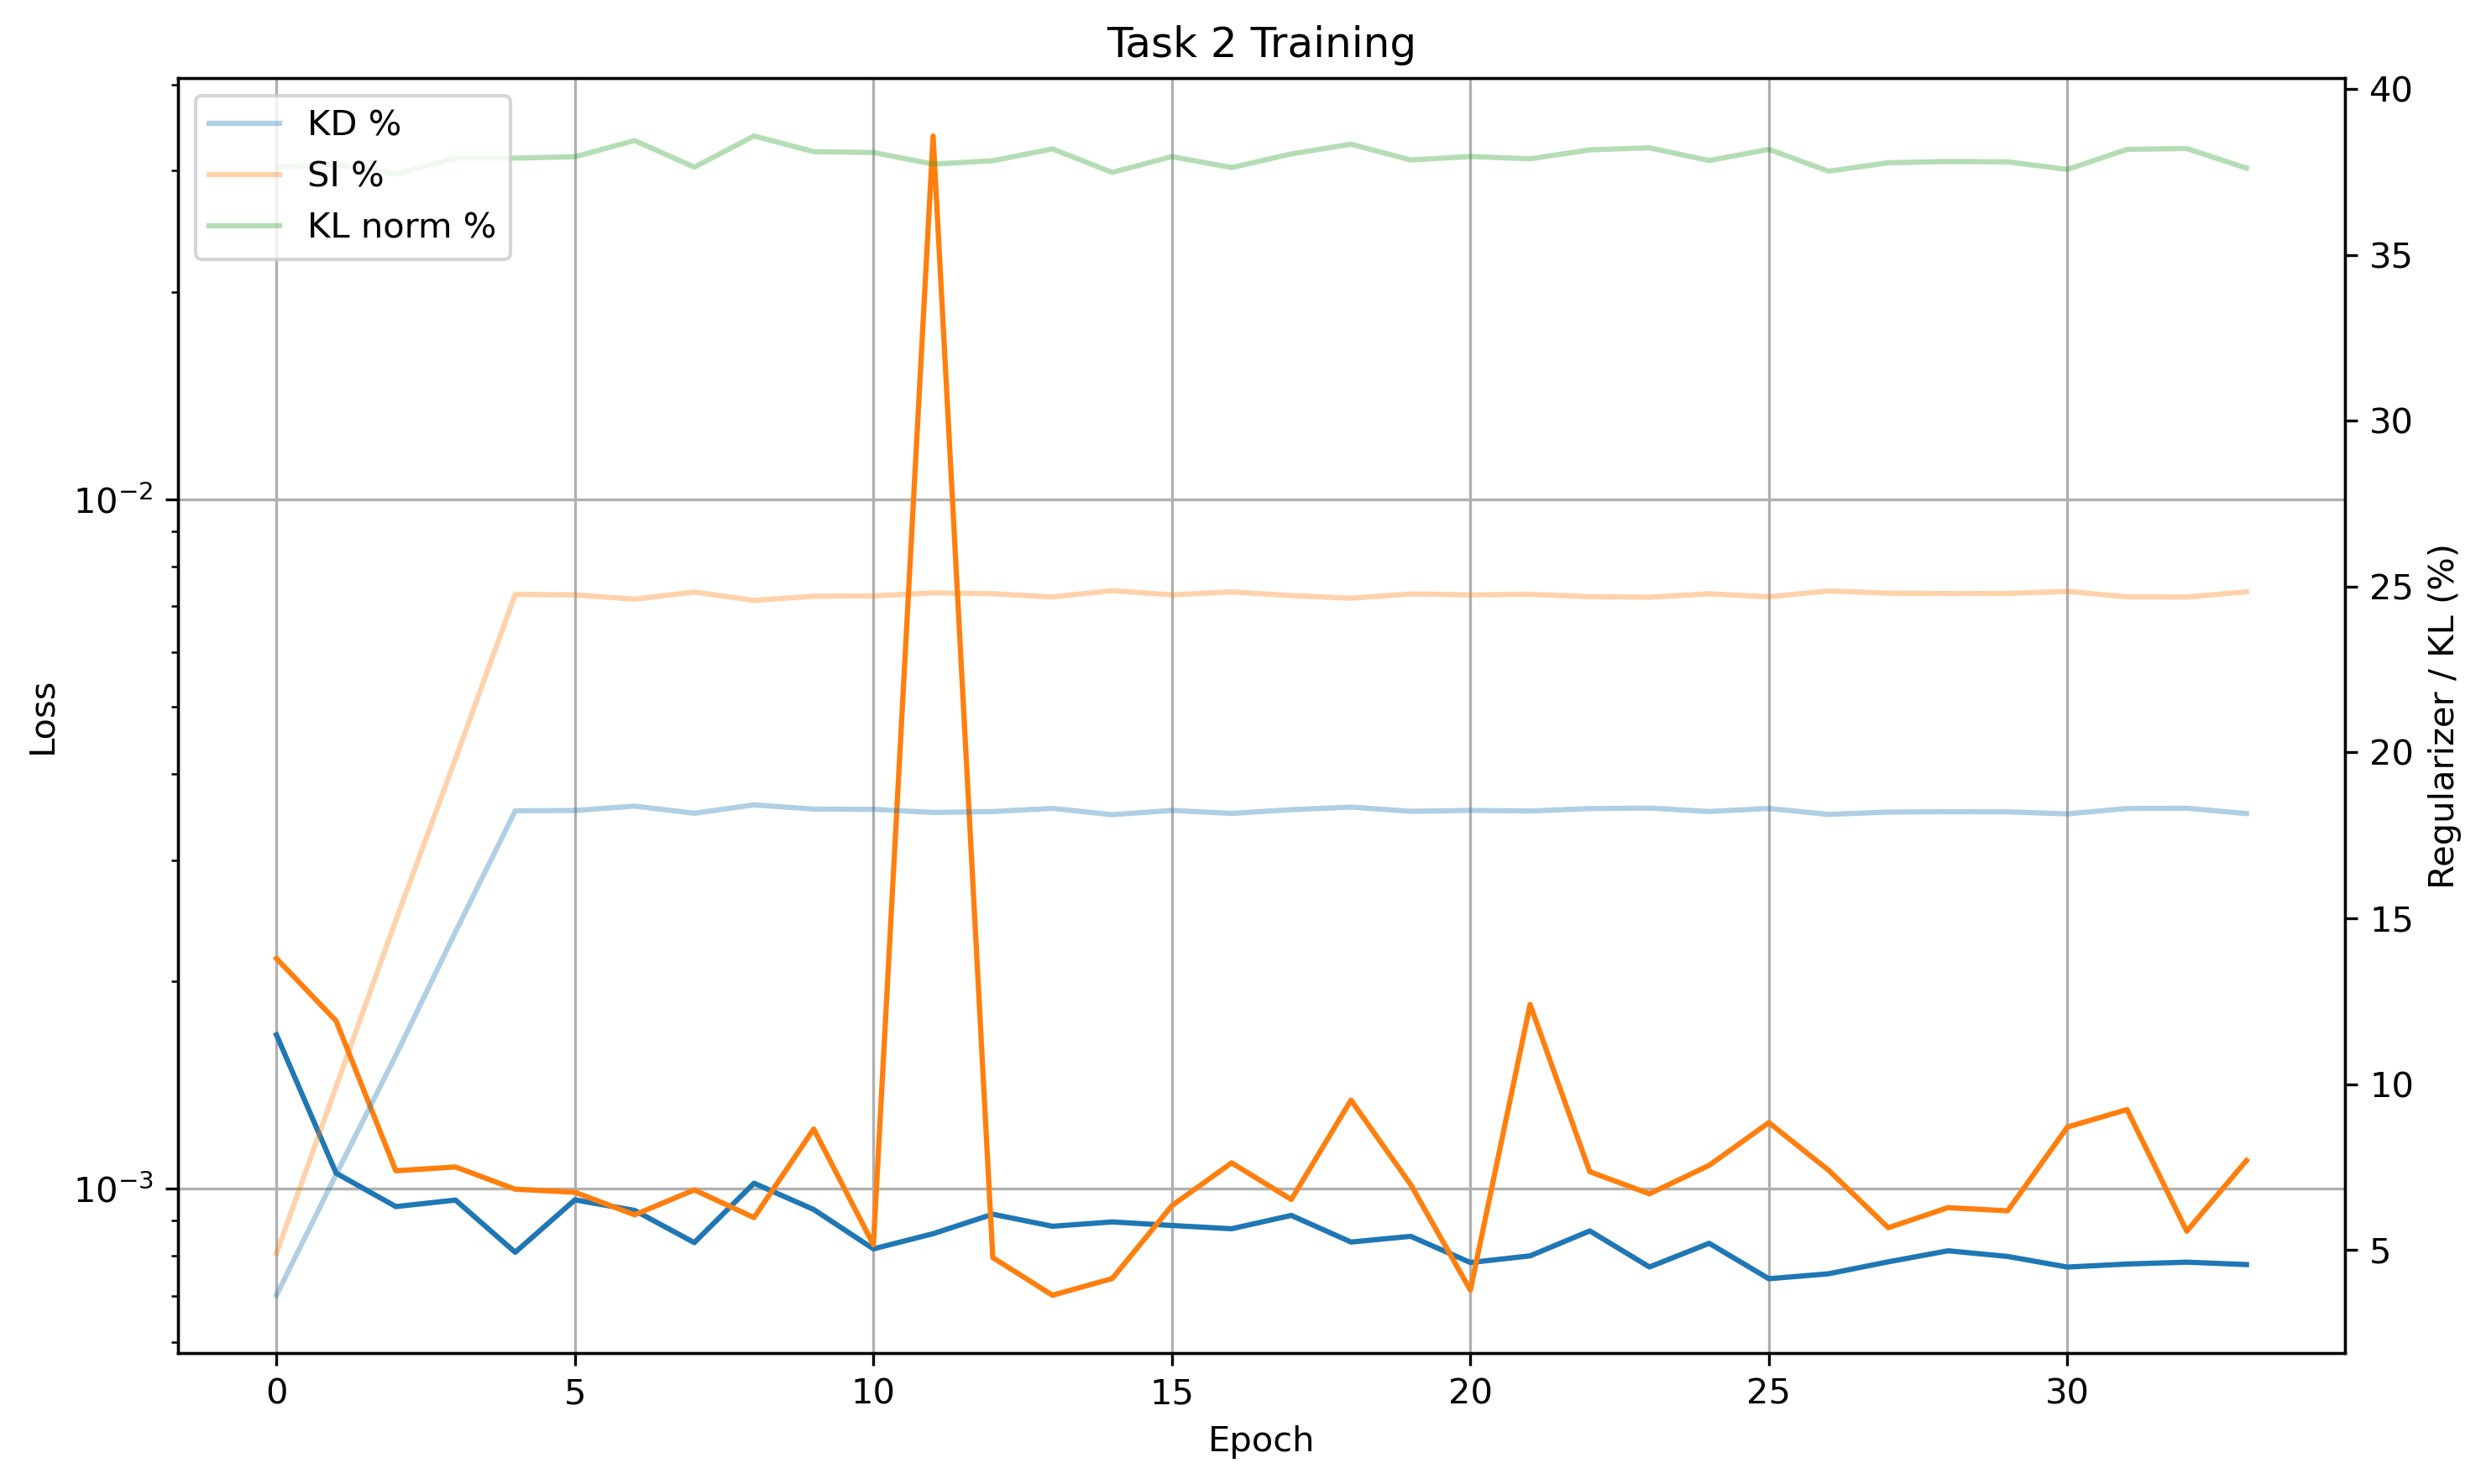 Task 2 Training
KD %
SI %
KL norm %
Loss
10⁻²
10⁻³
40
35
30
25
20
15
10
5
Regularizer / KL (%)
0 5 10 15 20 25 30
Epoch